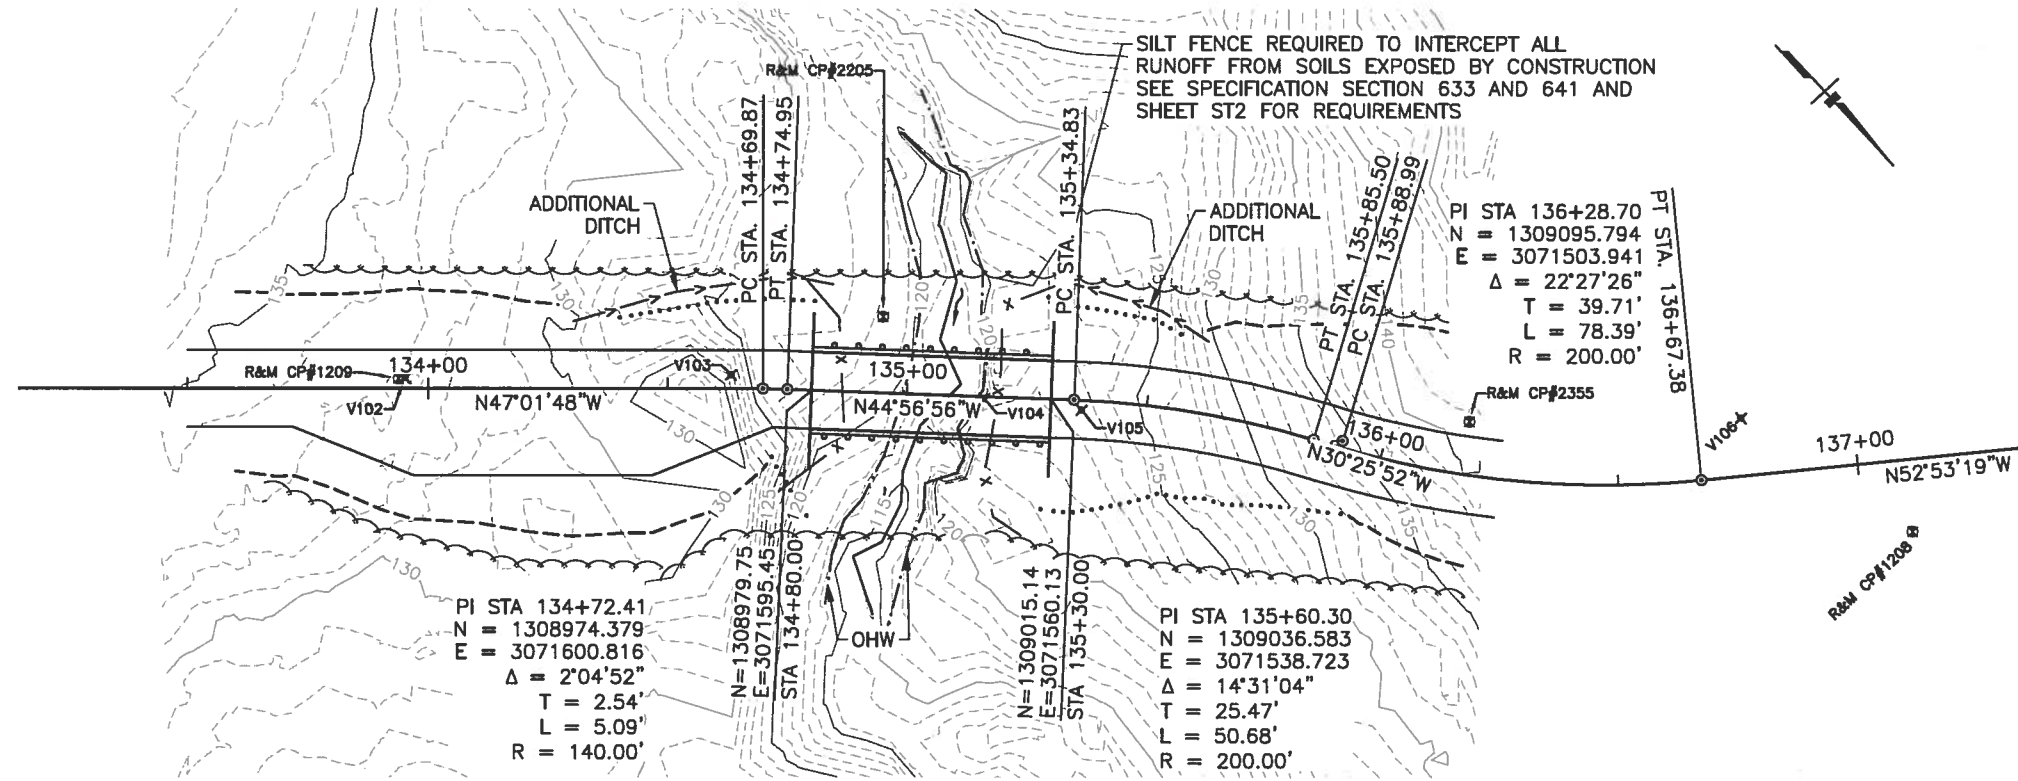 SILT FENCE REQUIRED TO INTERCEPT ALL
RUNOFF FROM SOILS EXPOSED BY CONSTRUCTION
SEE SPECIFICATION SECTION 633 AND 641 AND
SHEET ST2 FOR REQUIREMENTS
R&M CP#2205
PC STA. 134+69.87
PT STA. 134+74.95
PC STA. 135+34.83
PT STA. 135+85.50
PC STA. 135+88.99
PT STA. 136+67.38
ADDITIONAL
DITCH
ADDITIONAL
DITCH
PI STA 136+28.70
N = 1309095.794
E = 3071503.941
Δ = 22°27'26"
T = 39.71'
L = 78.39'
R = 200.00'
135
130
120
120
125
130
135
140
R&M CP#1209
134+00
V102
V103
N47°01'48"W
135+00
N44°56'56"W
V104
V105
136+00
N30°25'52"W
R&M CP#2355
V106
137+00
N52°53'19"W
R&M CP#1208
130
130
130
125
120
115
120
125
130
135
OHW
N=1308979.75
E=3071595.45
STA 134+80.00
N=1309015.14
E=3071560.13
STA 135+30.00
PI STA 134+72.41
N = 1308974.379
E = 3071600.816
Δ = 2°04'52"
T = 2.54'
L = 5.09'
R = 140.00'
PI STA 135+60.30
N = 1309036.583
E = 3071538.723
Δ = 14°31'04"
T = 25.47'
L = 50.68'
R = 200.00'